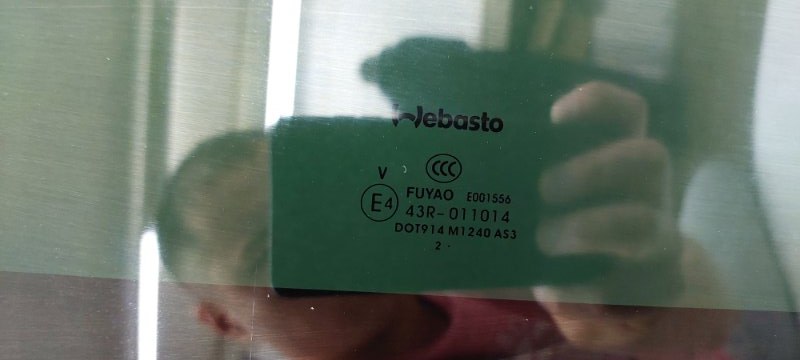 Webasto
CCC
V
FUYAO E001556
E4 43R-011014
DOT914 M1240 AS3
2 .